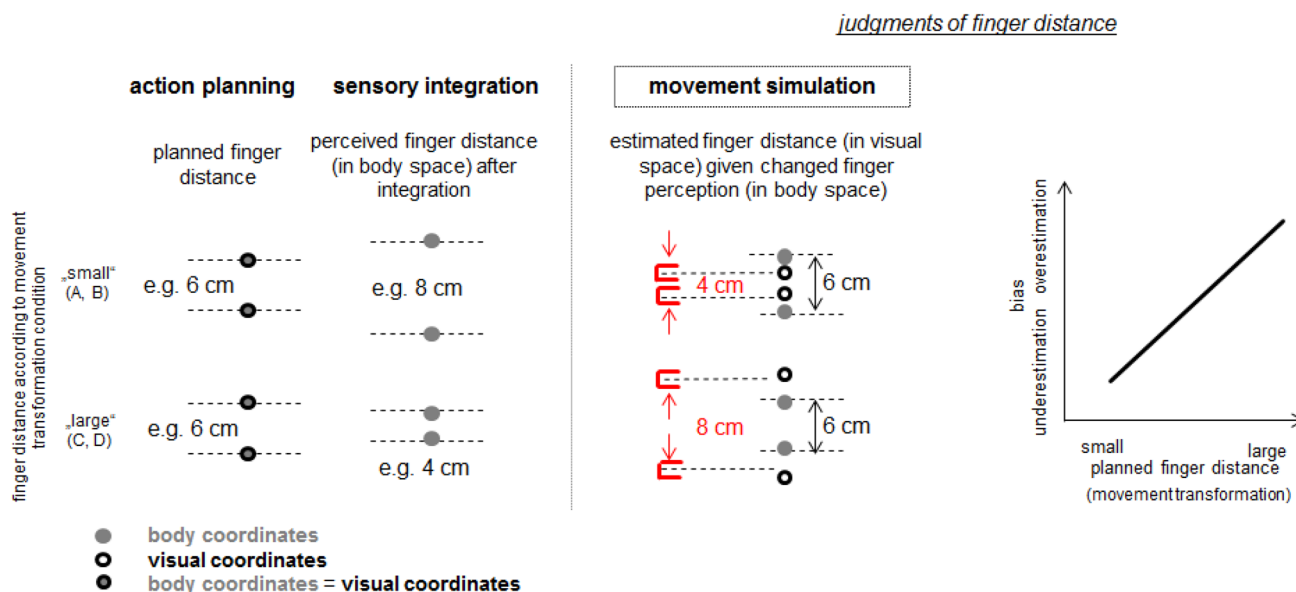 judgments of finger distance
action planning
sensory integration
movement simulation
planned finger
distance
perceived finger distance
(in body space) after
integration
estimated finger distance (in visual
space) given changed finger
perception (in body space)
finger distance according to movement
transformation condition
„small“
(A, B)
e.g. 6 cm
e.g. 8 cm
4 cm
6 cm
„large“
(C, D)
e.g. 6 cm
e.g. 4 cm
8 cm
6 cm
bias
underestimation overestimation
small
large
planned finger distance
(movement transformation)
body coordinates
visual coordinates
body coordinates = visual coordinates